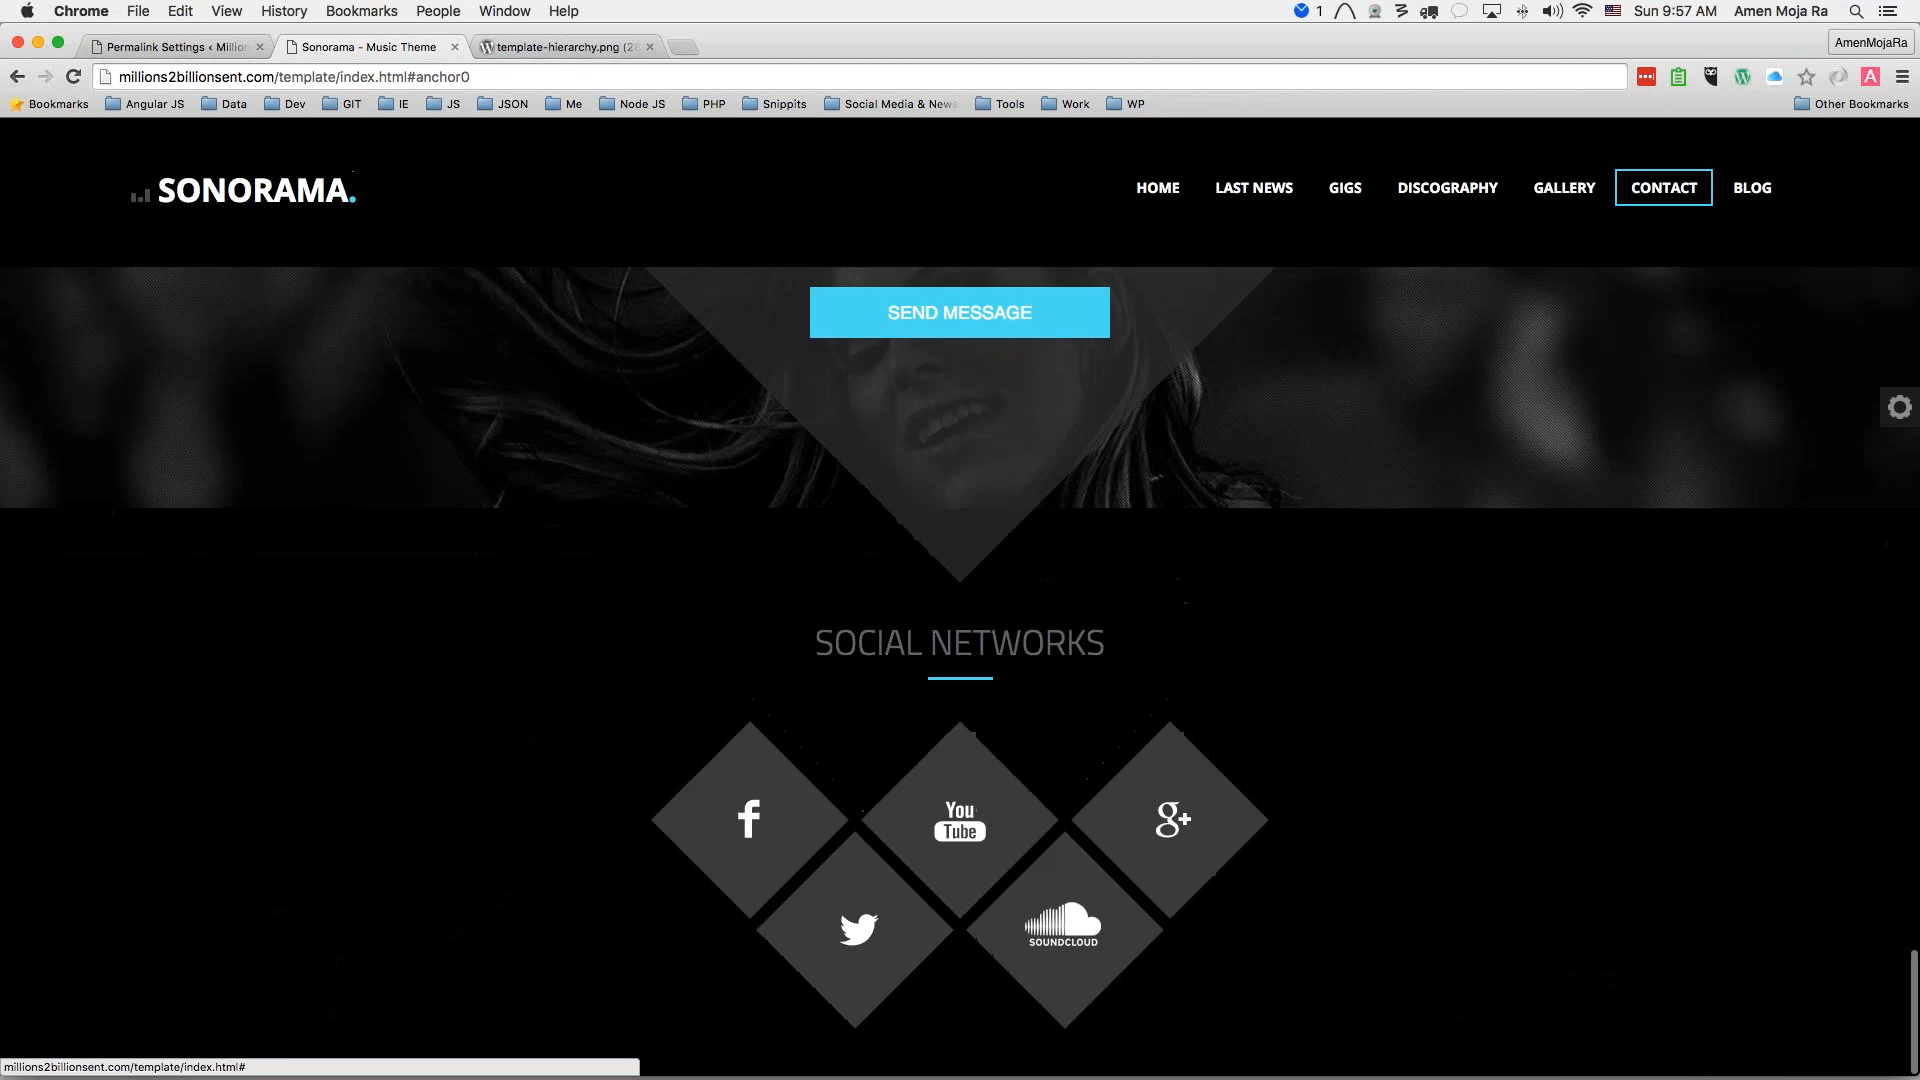 Chrome File Edit View History Bookmarks People Window Help 1 Sun 9:57 AM Amen Moja Ra
Permalink Settings ‹ Million Sonorama - Music Theme template-hierarchy.png (28 AmenMojaRa
millions2billionsent.com/template/index.html#anchor0
Bookmarks Angular JS Data Dev GIT IE JS JSON Me Node JS PHP Snippits Social Media & News Tools Work WP Other Bookmarks
SONORAMA. HOME LAST NEWS GIGS DISCOGRAPHY GALLERY CONTACT BLOG
SEND MESSAGE
SOCIAL NETWORKS
f You Tube g+
SOUNDCLOUD
millions2billionsent.com/template/index.html#